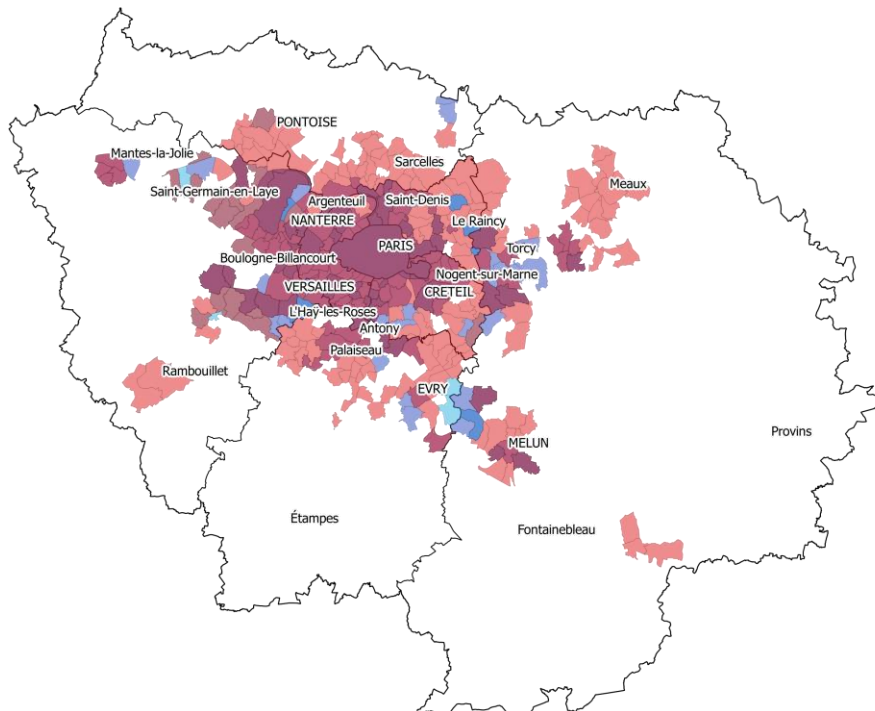 PONTOISE
Mantes-la-Jolie
Sarcelles
Meaux
Saint-Germain-en-Laye
Argenteuil
Saint-Denis
NANTERRE
Le Raincy
PARIS
Torcy
Boulogne-Billancourt
Nogent-sur-Marne
VERSAILLES
CRETEIL
L'Haÿ-les-Roses
Antony
Palaiseau
Rambouillet
EVRY
Provins
MELUN
Étampes
Fontainebleau